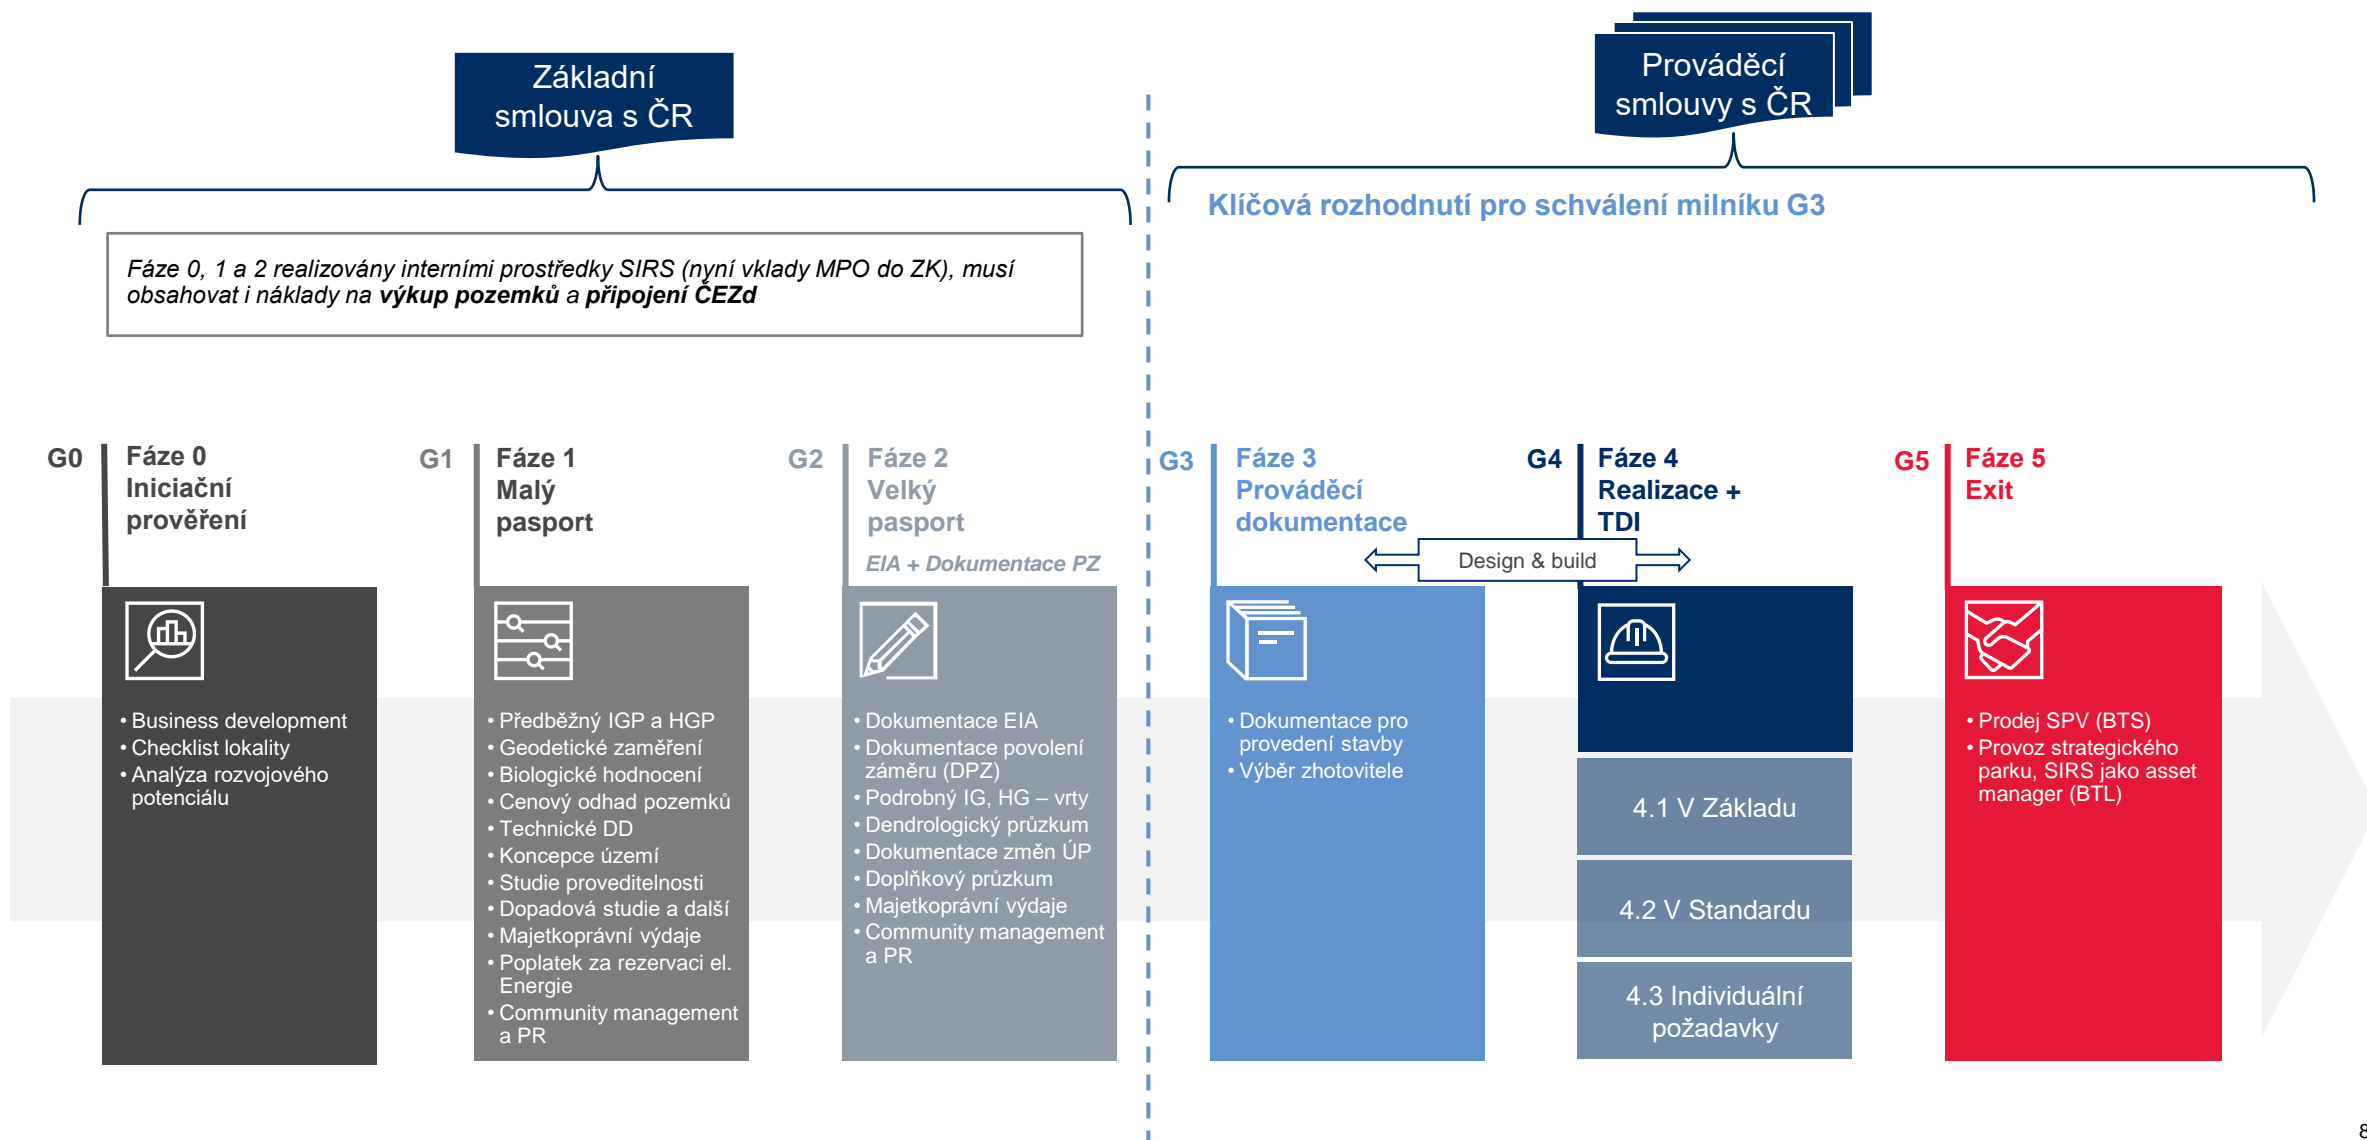 Základní
smlouva s ČR
Prováděcí
smlouvy s ČR
Klíčová rozhodnutí pro schválení milníku G3
Fáze 0, 1 a 2 realizovány interními prostředky SIRS (nyní vklady MPO do ZK), musí
obsahovat i náklady na výkup pozemků a připojení ČEZd
G0
Fáze 0
Iniciační
prověření
• Business development
• Checklist lokality
• Analýza rozvojového
potenciálu
G1
Fáze 1
Malý
pasport
• Předběžný IGP a HGP
• Geodetické zaměření
• Biologické hodnocení
• Cenový odhad pozemků
• Technické DD
• Koncepce území
• Studie proveditelnosti
• Dopadová studie a další
• Majetkoprávní výdaje
• Poplatek za rezervaci el.
Energie
• Community management
a PR
G2
Fáze 2
Velký
pasport
EIA + Dokumentace PZ
• Dokumentace EIA
• Dokumentace povolení
záměru (DPZ)
• Podrobný IG, HG – vrty
• Dendrologický průzkum
• Dokumentace změn ÚP
• Doplňkový průzkum
• Majetkoprávní výdaje
• Community management
a PR
G3
Fáze 3
Prováděcí
dokumentace
Design & build
• Dokumentace pro
provedení stavby
• Výběr zhotovitele
G4
Fáze 4
Realizace +
TDI
4.1 V Základu
4.2 V Standardu
4.3 Individuální
požadavky
G5
Fáze 5
Exit
• Prodej SPV (BTS)
• Provoz strategického
parku, SIRS jako asset
manager (BTL)
8